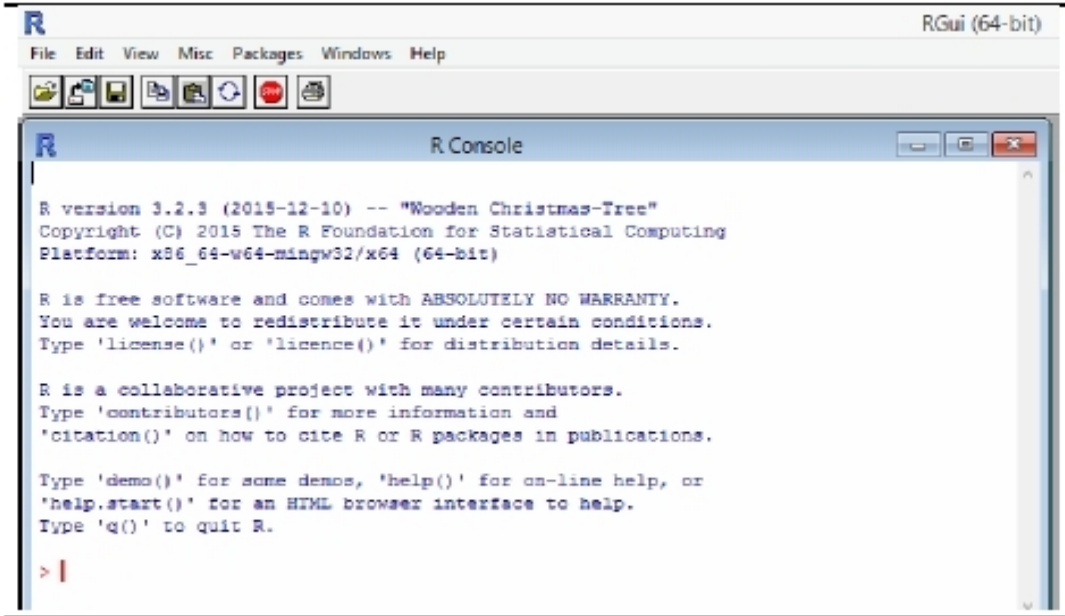 R
RGui (64-bit)
File Edit View Misc Packages Windows Help
STOP
R
R Console
R version 3.2.3 (2015-12-10) -- "Wooden Christmas-Tree"
Copyright (C) 2015 The R Foundation for Statistical Computing
Platform: x86_64-w64-mingw32/x64 (64-bit)
R is free software and comes with ABSOLUTELY NO WARRANTY.
You are welcome to redistribute it under certain conditions.
Type 'license()' or 'licence()' for distribution details.
R is a collaborative project with many contributors.
Type 'contributors()' for more information and
'citation()' on how to cite R or R packages in publications.
Type 'demo()' for some demos, 'help()' for on-line help, or
'help.start()' for an HTML browser interface to help.
Type 'q()' to quit R.
>